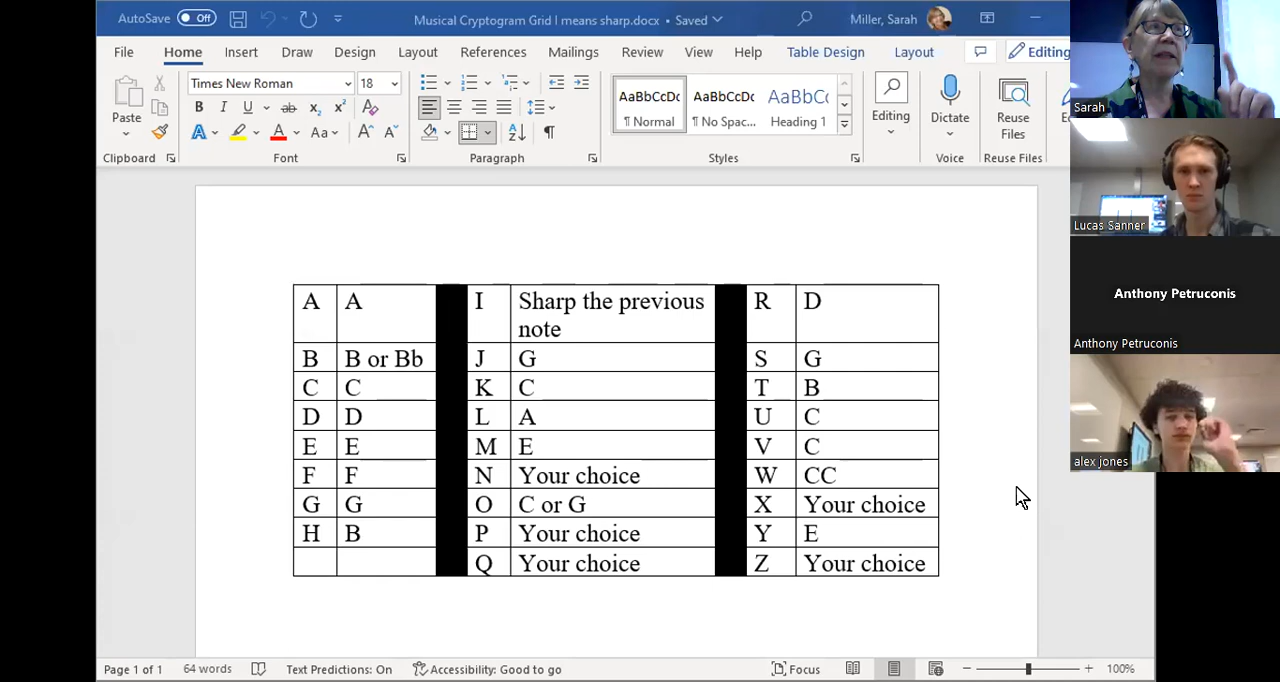 AutoSave Off Musical Cryptogram Grid I means sharp.docx • Saved Miller, Sarah
File Home Insert Draw Design Layout References Mailings Review View Help Table Design Layout Editing
Paste
Clipboard
Times New Roman 18
B I U ab x₂ x² A
A A Aa A A
Font
Paragraph
AaBbCcDc AaBbCcDc AaBbCc
¶ Normal ¶ No Spac... Heading 1
Styles
Editing
Dictate
Voice
Reuse Files
Reuse Files
A A I Sharp the previous note R D
B B or Bb J G S G
C C K C T B
D D L A U C
E E M E V C
F F N Your choice W CC
G G O C or G X Your choice
H B P Your choice Y E
Q Your choice Z Your choice
Page 1 of 1 64 words Text Predictions: On Accessibility: Good to go Focus 100%
Sarah
Lucas Sanner
Anthony Petruconis
Anthony Petruconis
alex jones